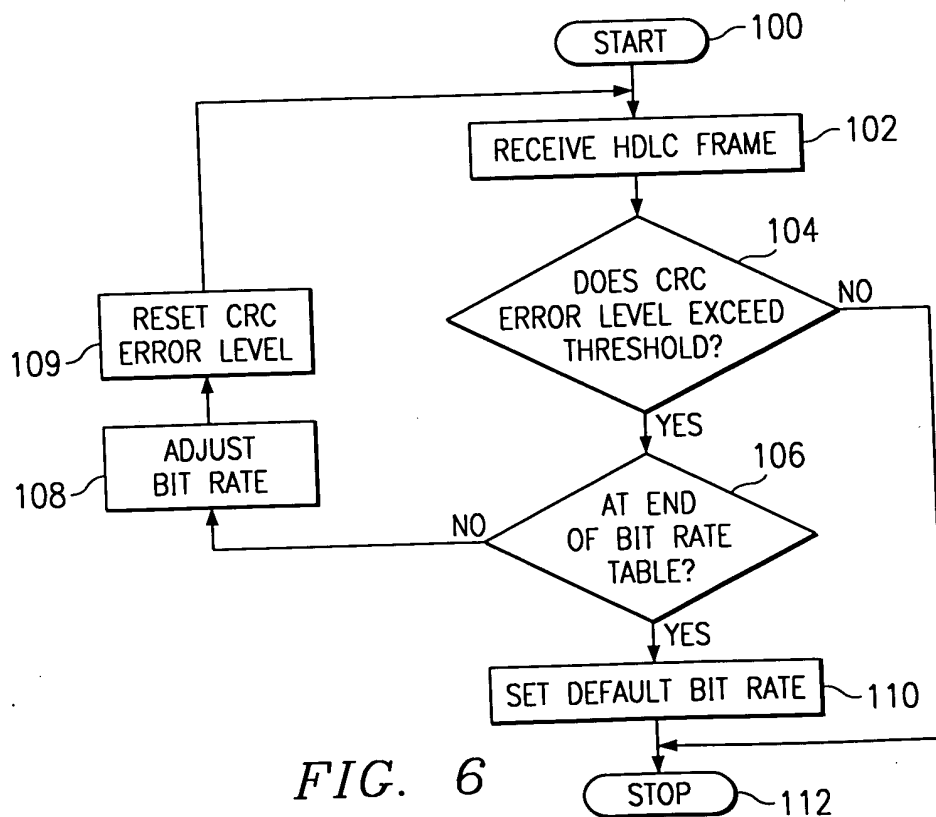 START
100
RECEIVE HDLC FRAME
102
104
DOES CRC
ERROR LEVEL EXCEED
THRESHOLD?
NO
YES
RESET CRC
ERROR LEVEL
109
ADJUST
BIT RATE
108
106
AT END
OF BIT RATE
TABLE?
NO
YES
SET DEFAULT BIT RATE
110
STOP
112
FIG. 6